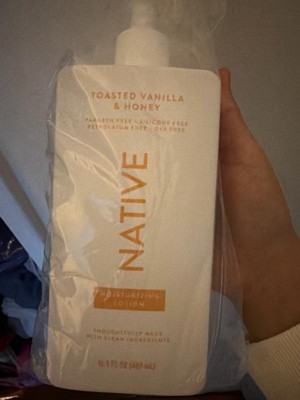 TOASTED VANILLA
& HONEY
PARABEN FREE • SILICONE FREE
PETROLATUM FREE • DYE FREE
NATIVE
MOISTURIZING
LOTION
THOUGHTFULLY MADE
WITH CLEAN INGREDIENTS